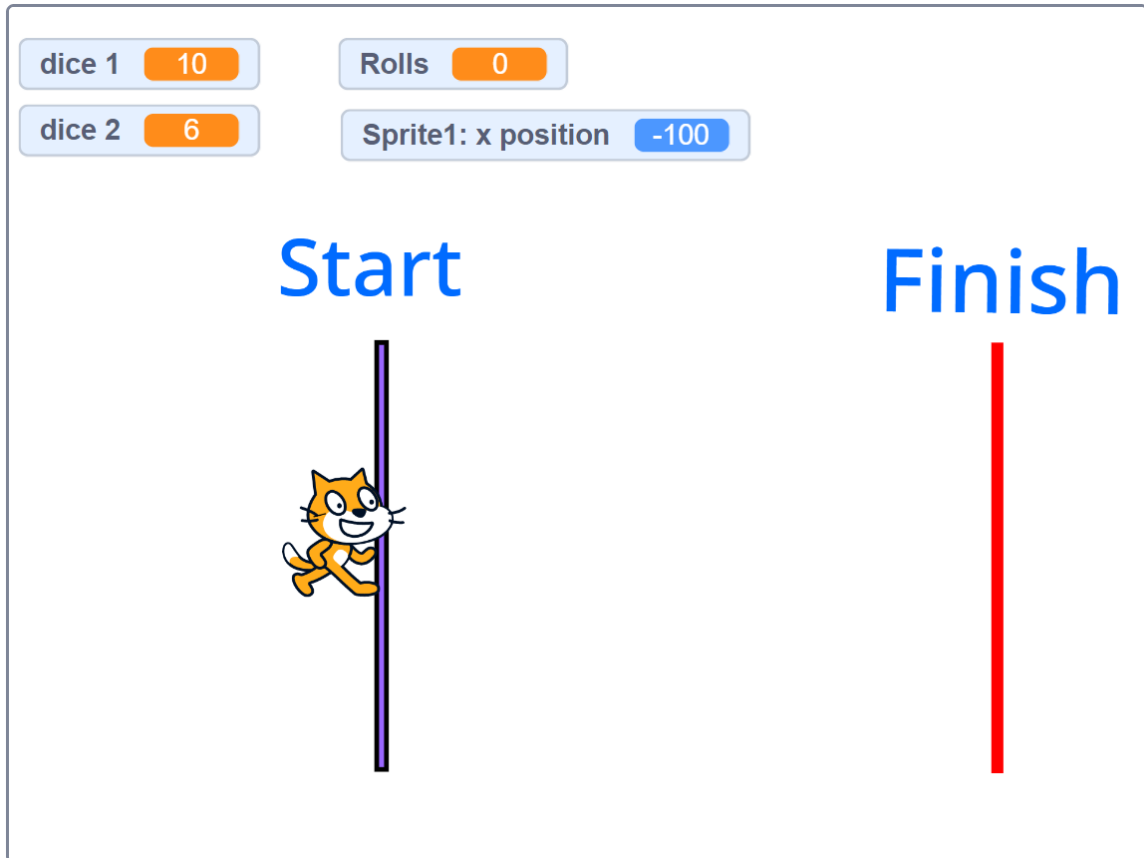 dice 1 10
Rolls 0
dice 2 6
Sprite1: x position -100
Start
Finish